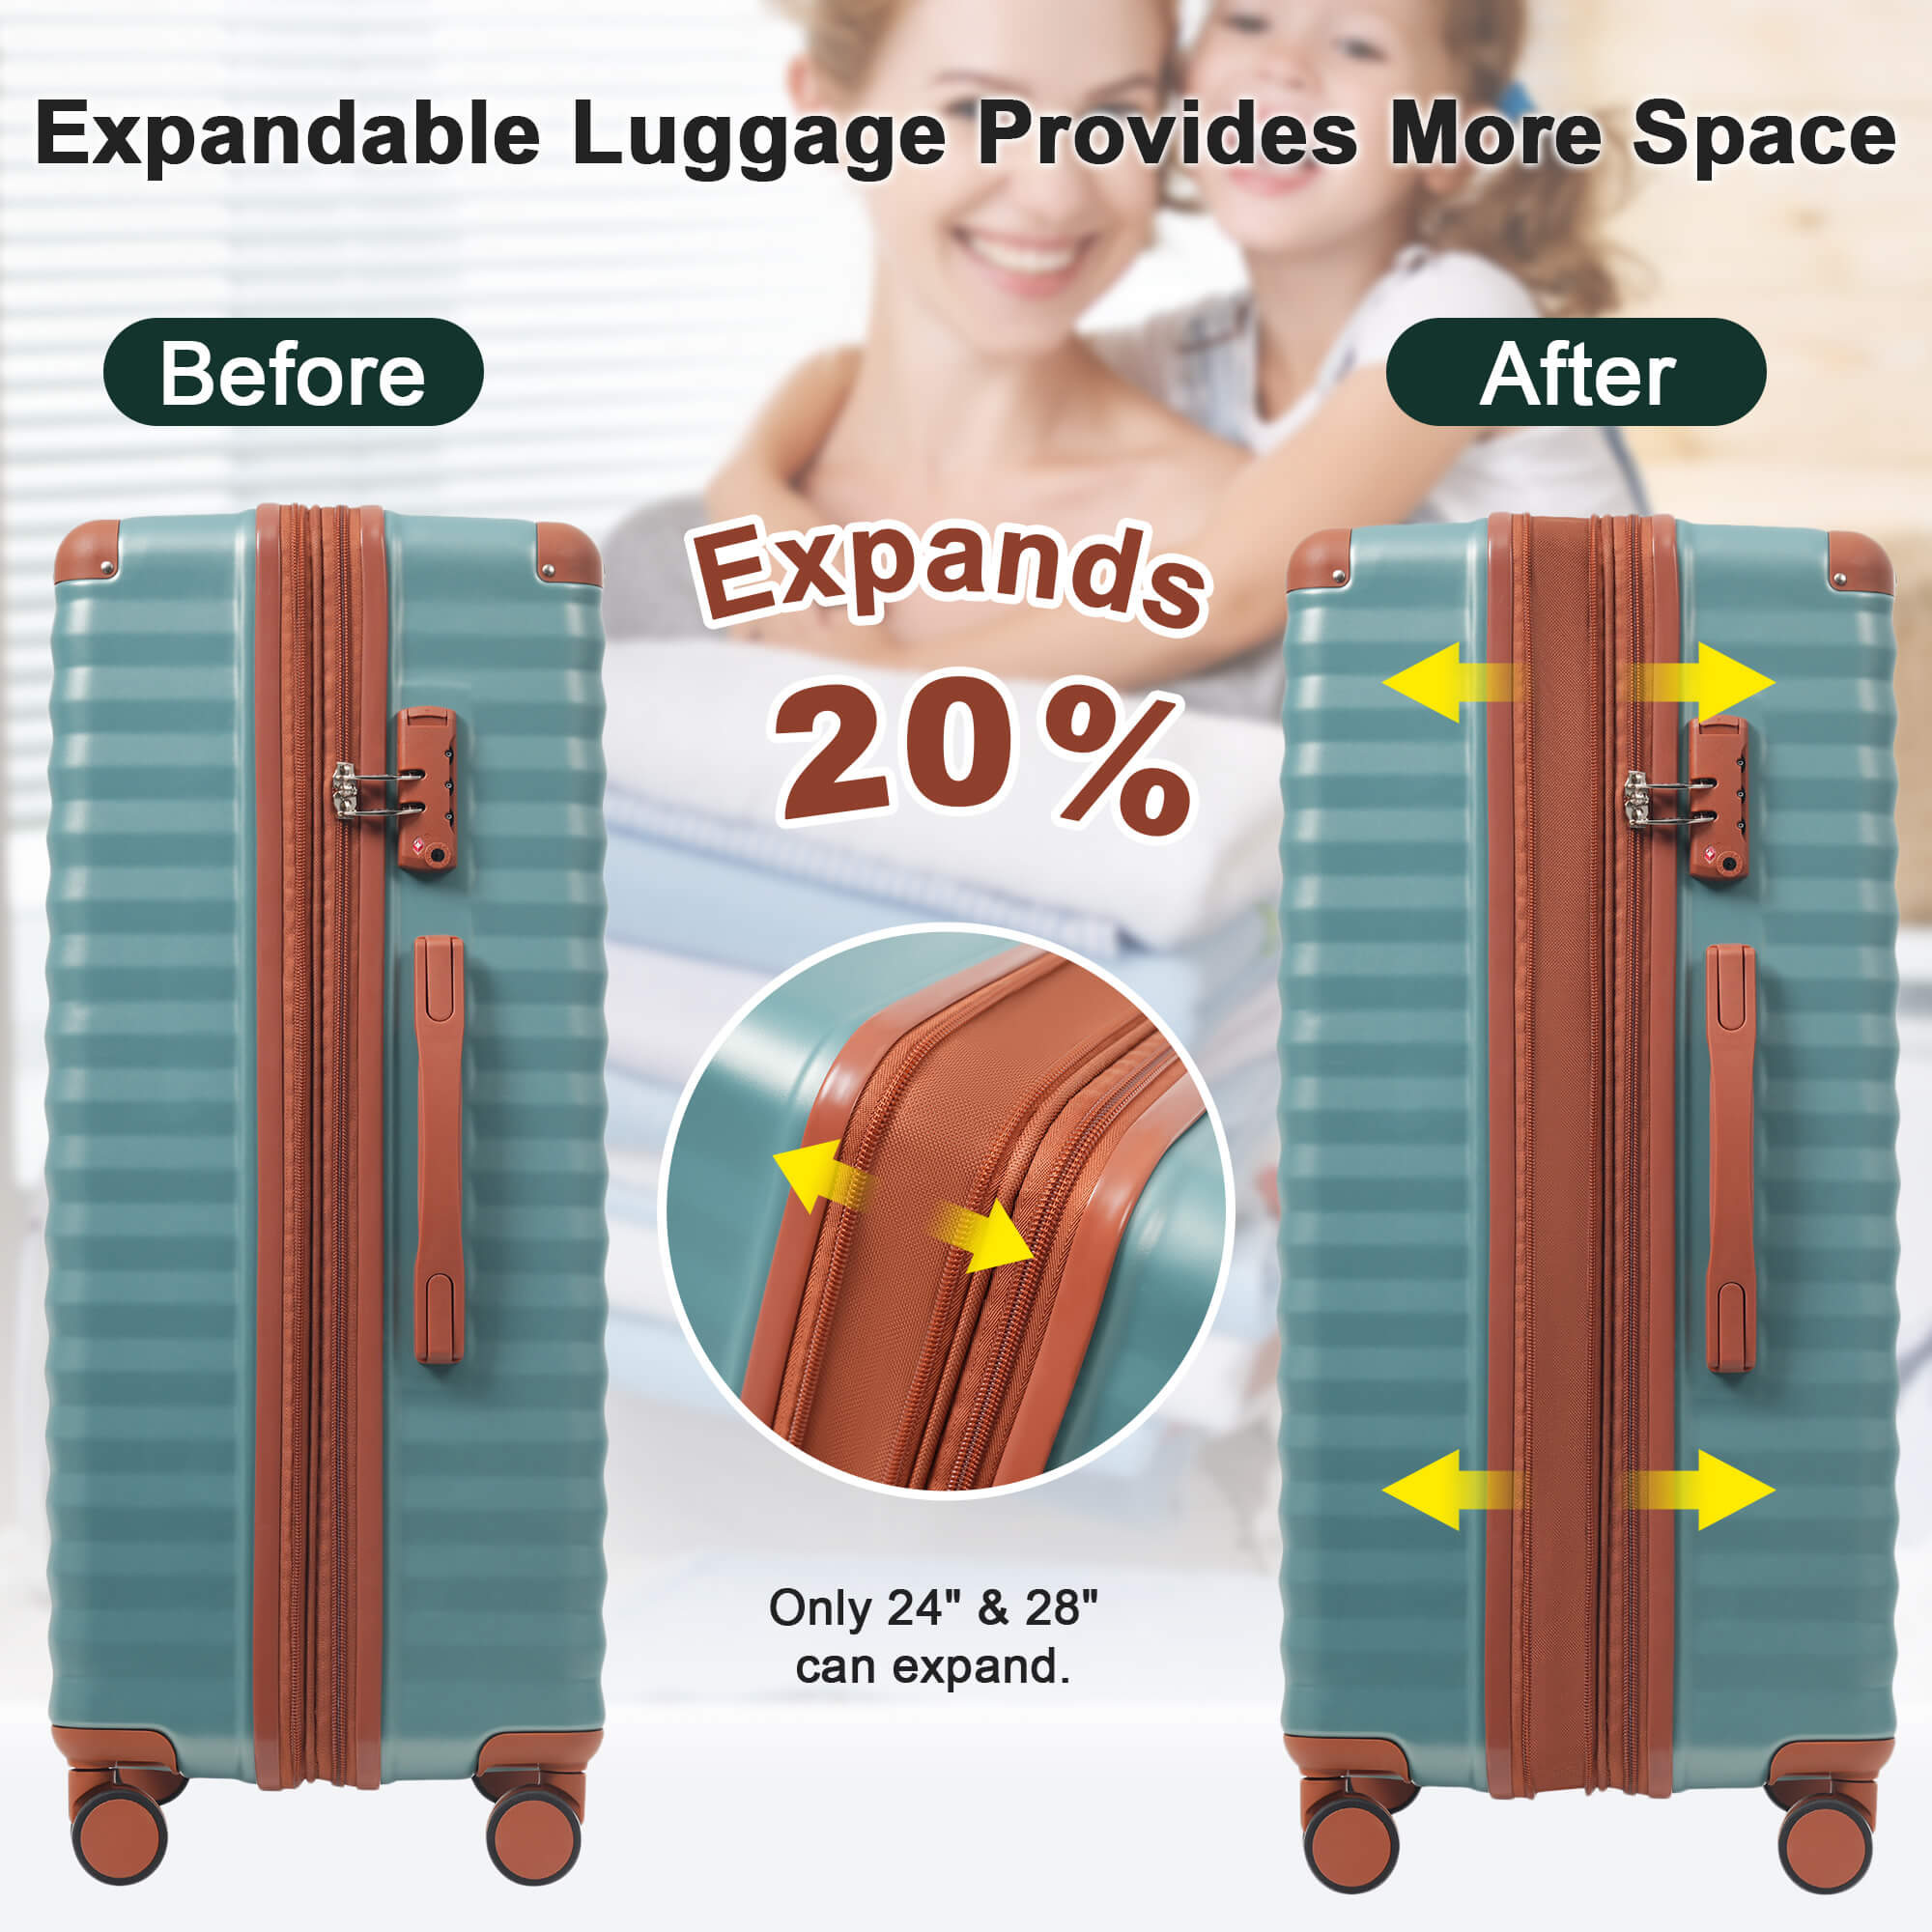 Expandable Luggage Provides More Space
Before
After
Expands
20%
Only 24" & 28"
can expand.